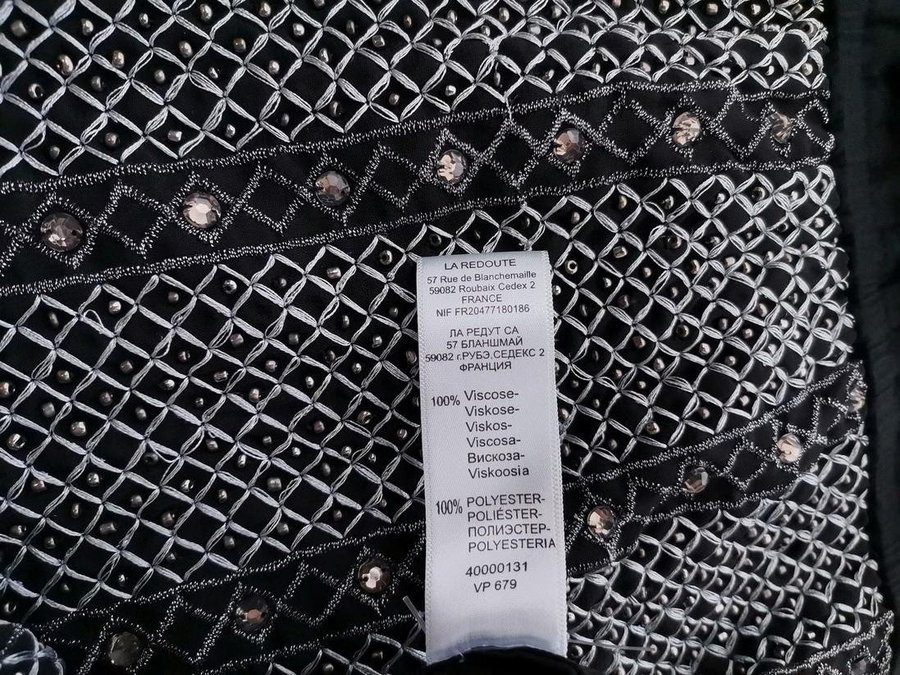 LA REDOUTE
57 Rue de Blanchemaille
59082 Roubaix Cedex 2
FRANCE
NIF FR20477180186
ЛА РЕДУТ СА
57 БЛАНШМАЙ
59082 г.РУБЭ,СЕДЕКС 2
ФРАНЦИЯ
100% Viscose-
Viskose-
Viskos-
Viscosa-
Вискоза-
Viskoosia
100% POLYESTER-
POLIÉSTER-
ПОЛИЭСТЕР-
POLYESTERIA
40000131
VP 679